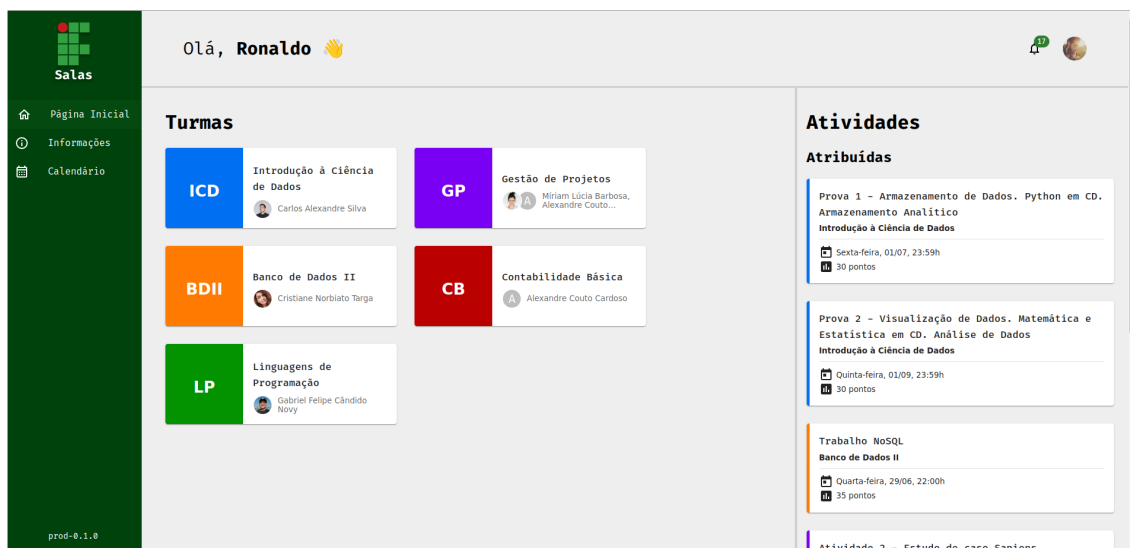 Salas
Página Inicial
Informações
Calendário
prod-0.1.0
Olá, Ronaldo 👋
17
Turmas
ICD
Introdução à Ciência
de Dados
Carlos Alexandre Silva
GP
Gestão de Projetos
A
Míriam Lúcia Barbosa,
Alexandre Couto...
BDII
Banco de Dados II
Cristiane Norbiato Targa
CB
Contabilidade Básica
A
Alexandre Couto Cardoso
LP
Linguagens de
Programação
Gabriel Felipe Cândido
Novy
Atividades
Atribuídas
Prova 1 – Armazenamento de Dados. Python em CD.
Armazenamento Analítico
Introdução à Ciência de Dados
Sexta-feira, 01/07, 23:59h
30 pontos
Prova 2 – Visualização de Dados. Matemática e
Estatística em CD. Análise de Dados
Introdução à Ciência de Dados
Quinta-feira, 01/09, 23:59h
30 pontos
Trabalho NoSQL
Banco de Dados II
Quarta-feira, 29/06, 22:00h
35 pontos
Atividade 2 – Estudo de caso Sapiens